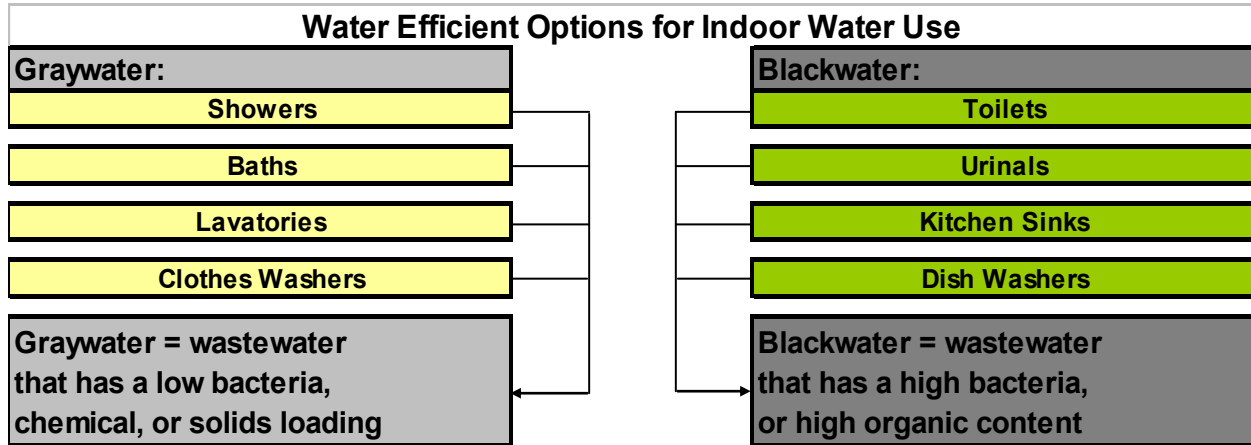 Water Efficient Options for Indoor Water Use
Graywater:
Showers
Baths
Lavatories
Clothes Washers
Graywater = wastewater
that has a low bacteria,
chemical, or solids loading
Blackwater:
Toilets
Urinals
Kitchen Sinks
Dish Washers
Blackwater = wastewater
that has a high bacteria,
or high organic content